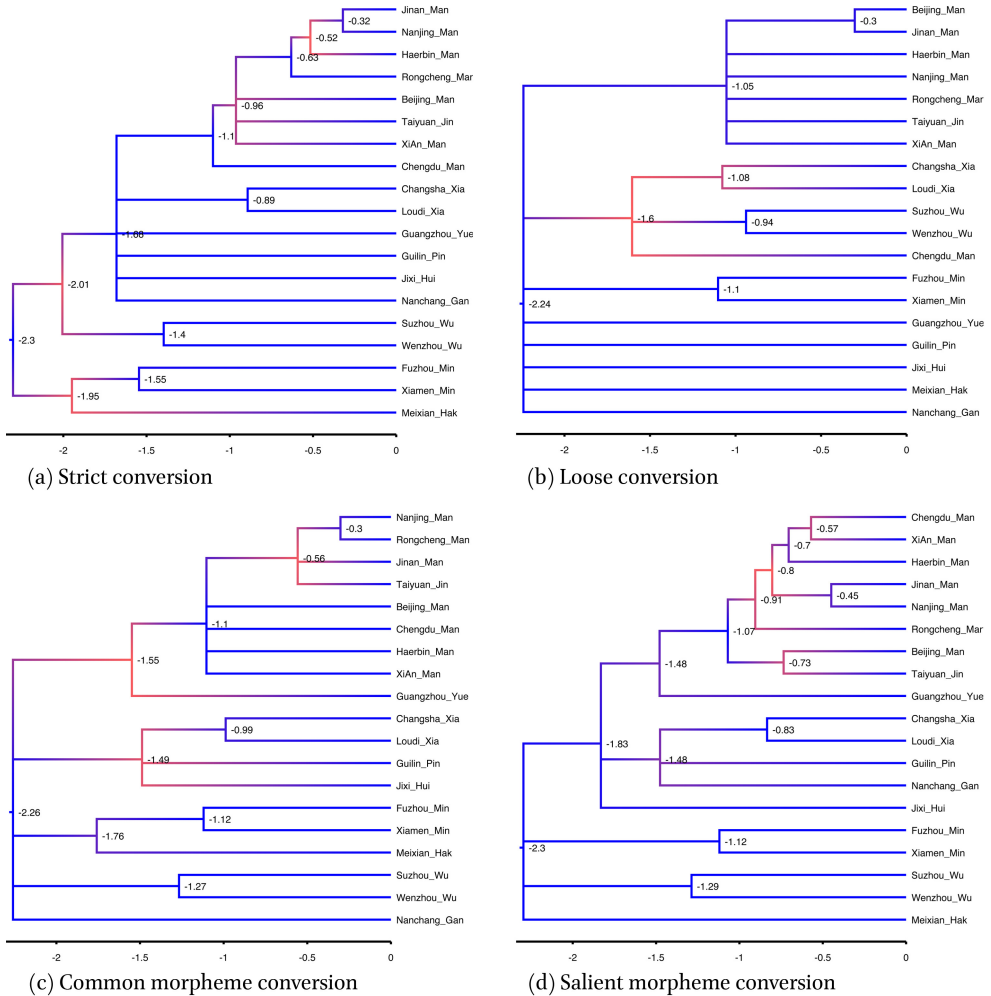 Jinan_Man
-0.32
Nanjing_Man
-0.52
Haerbin_Man
-0.63
Rongcheng_Mar
Beijing_Man
-0.96
Taiyuan_Jin
-1.1
XiAn_Man
Chengdu_Man
Changsha_Xia
-0.89
Loudi_Xia
-1.68
Guangzhou_Yue
Guilin_Pin
Jixi_Hui
-2.01
Nanchang_Gan
Suzhou_Wu
-1.4
-2.3
Wenzhou_Wu
Fuzhou_Min
-1.55
Xiamen_Min
-1.95
Meixian_Hak
-2 -1.5 -1 -0.5 0
(a) Strict conversion
Beijing_Man
-0.3
Jinan_Man
Haerbin_Man
Nanjing_Man
-1.05
Rongcheng_Mar
Taiyuan_Jin
XiAn_Man
Changsha_Xia
-1.08
Loudi_Xia
Suzhou_Wu
-1.6
-0.94
Wenzhou_Wu
Chengdu_Man
Fuzhou_Min
-1.1
Xiamen_Min
-2.24
Guangzhou_Yue
Guilin_Pin
Jixi_Hui
Meixian_Hak
Nanchang_Gan
-2 -1.5 -1 -0.5 0
(b) Loose conversion
Nanjing_Man
-0.3
Rongcheng_Man
-0.56
Jinan_Man
Taiyuan_Jin
Beijing_Man
-1.1
Chengdu_Man
Haerbin_Man
-1.55
XiAn_Man
Guangzhou_Yue
Changsha_Xia
-0.99
Loudi_Xia
-1.49
Guilin_Pin
Jixi_Hui
Fuzhou_Min
-2.26
-1.12
Xiamen_Min
-1.76
Meixian_Hak
Suzhou_Wu
-1.27
Wenzhou_Wu
Nanchang_Gan
-2 -1.5 -1 -0.5 0
(c) Common morpheme conversion
Chengdu_Man
-0.57
XiAn_Man
-0.7
Haerbin_Man
-0.8
Jinan_Man
-0.45
-0.91
Nanjing_Man
Rongcheng_Mar
-1.07
Beijing_Man
-0.73
-1.48
Taiyuan_Jin
Guangzhou_Yue
Changsha_Xia
-0.83
Loudi_Xia
-1.83
-1.48
Guilin_Pin
Nanchang_Gan
Jixi_Hui
Fuzhou_Min
-1.12
-2.3
Xiamen_Min
Suzhou_Wu
-1.29
Wenzhou_Wu
Meixian_Hak
-2 -1.5 -1 -0.5 0
(d) Salient morpheme conversion